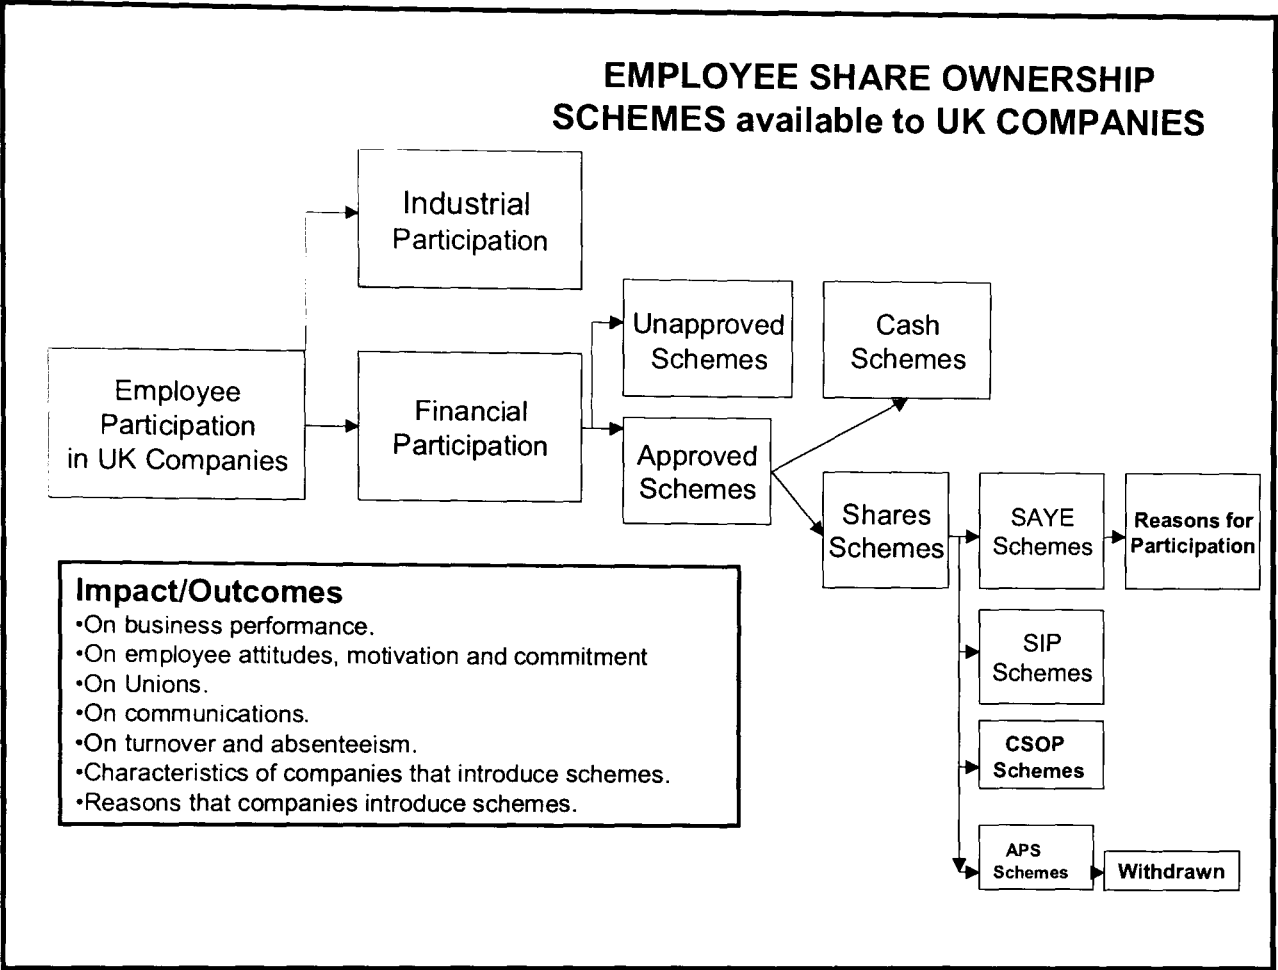 EMPLOYEE SHARE OWNERSHIP
SCHEMES available to UK COMPANIES
Industrial
Participation
Unapproved
Schemes
Cash
Schemes
Employee
Participation
in UK Companies
Financial
Participation
Approved
Schemes
Shares
Schemes
SAYE
Schemes
Reasons for
Participation
Impact/Outcomes
•On business performance.
•On employee attitudes, motivation and commitment
•On Unions.
•On communications.
•On turnover and absenteeism.
•Characteristics of companies that introduce schemes.
•Reasons that companies introduce schemes.
SIP
Schemes
CSOP
Schemes
APS
Schemes
Withdrawn